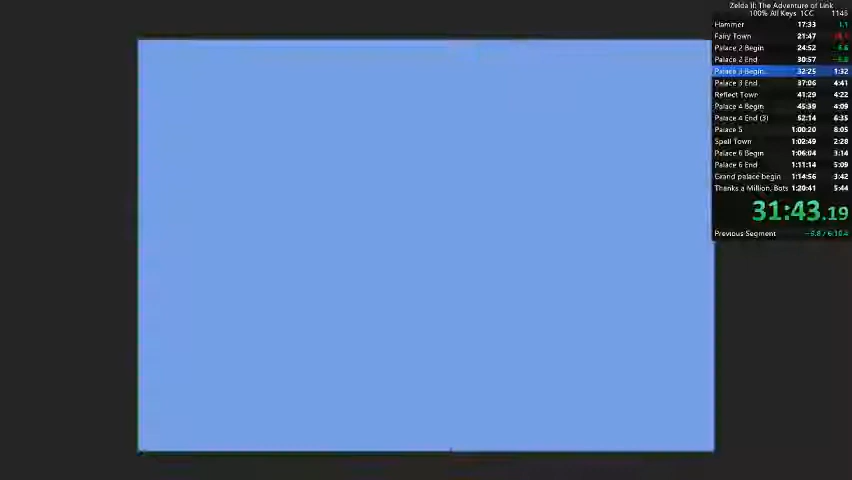 Zelda II: The Adventure of Link
100% All Keys 1CC 1145
Hammer 17:33
Fairy Town 21:47
Palace 2 Begin 24:52
Palace 2 End 30:57
Palace 3 Begin 32:25 1:32
Palace 3 End 37:06 4:41
Reflect Town 41:29 4:22
Palace 4 Begin 45:39 4:09
Palace 4 End (3) 52:14 6:35
Palace 5 1:00:20 8:05
Spell Town 1:02:49 2:28
Palace 6 Begin 1:06:04 3:14
Palace 6 End 1:11:14 5:09
Grand palace begin 1:14:56 3:42
Thanks a Million, Bots 1:20:41 5:44
31:43.19
Previous Segment